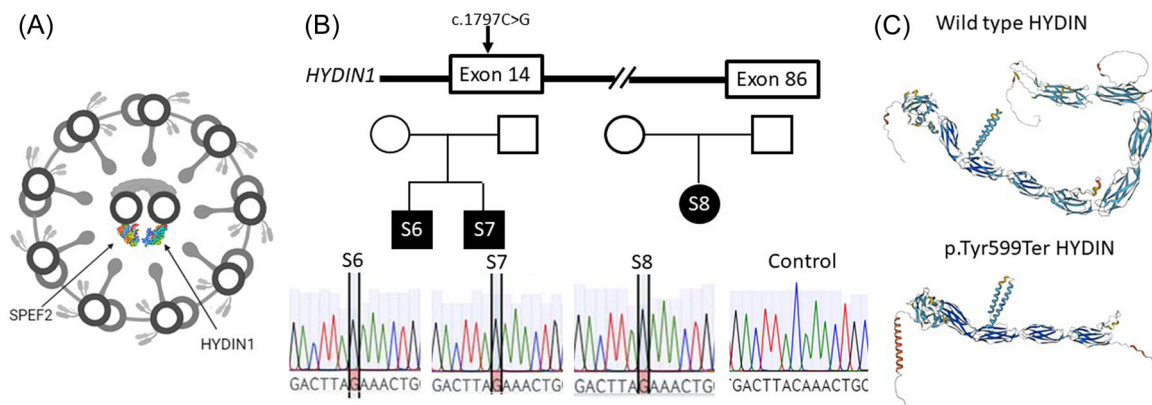 (A)
SPEF2
HYDIN1
(B)
c.1797C>G
HYDIN1
Exon 14
Exon 86
S6
S7
S8
S6
S7
S8
Control
GACTTAGAAACTG
GACTTAGAAACTG
GACTTAGAAACTG
GACTTACAAACTGC
(C)
Wild type HYDIN
p.Tyr599Ter HYDIN